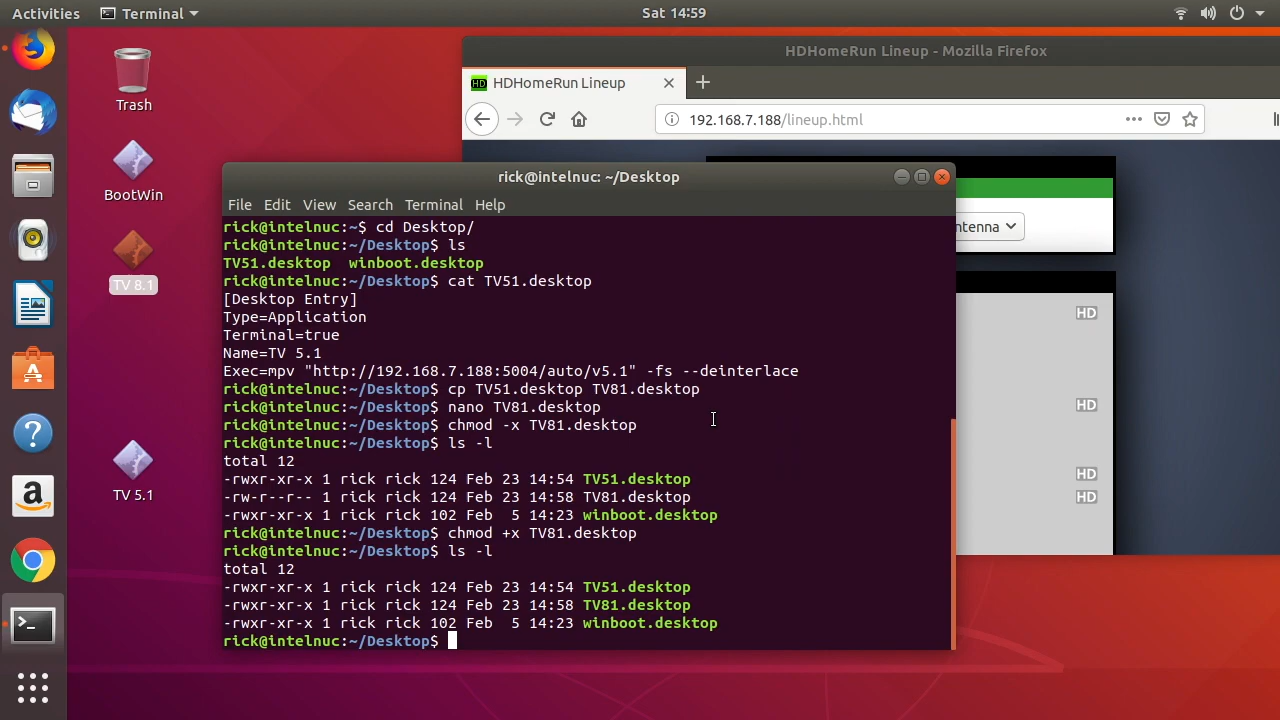 Activities
Terminal
Sat 14:59
Trash
BootWin
TV 8.1
TV 5.1
HDHomeRun Lineup - Mozilla Firefox
HD HDHomeRun Lineup
192.168.7.188/lineup.html
ntenna
HD
HD
HD
HD
rick@intelnuc: ~/Desktop
File Edit View Search Terminal Help
rick@intelnuc:~$ cd Desktop/
rick@intelnuc:~/Desktop$ ls
TV51.desktop  winboot.desktop
rick@intelnuc:~/Desktop$ cat TV51.desktop
[Desktop Entry]
Type=Application
Terminal=true
Name=TV 5.1
Exec=mpv "http://192.168.7.188:5004/auto/v5.1" -fs --deinterlace
rick@intelnuc:~/Desktop$ cp TV51.desktop TV81.desktop
rick@intelnuc:~/Desktop$ nano TV81.desktop
rick@intelnuc:~/Desktop$ chmod -x TV81.desktop
rick@intelnuc:~/Desktop$ ls -l
total 12
-rwxr-xr-x 1 rick rick 124 Feb 23 14:54 TV51.desktop
-rw-r--r-- 1 rick rick 124 Feb 23 14:58 TV81.desktop
-rwxr-xr-x 1 rick rick 102 Feb  5 14:23 winboot.desktop
rick@intelnuc:~/Desktop$ chmod +x TV81.desktop
rick@intelnuc:~/Desktop$ ls -l
total 12
-rwxr-xr-x 1 rick rick 124 Feb 23 14:54 TV51.desktop
-rwxr-xr-x 1 rick rick 124 Feb 23 14:58 TV81.desktop
-rwxr-xr-x 1 rick rick 102 Feb  5 14:23 winboot.desktop
rick@intelnuc:~/Desktop$